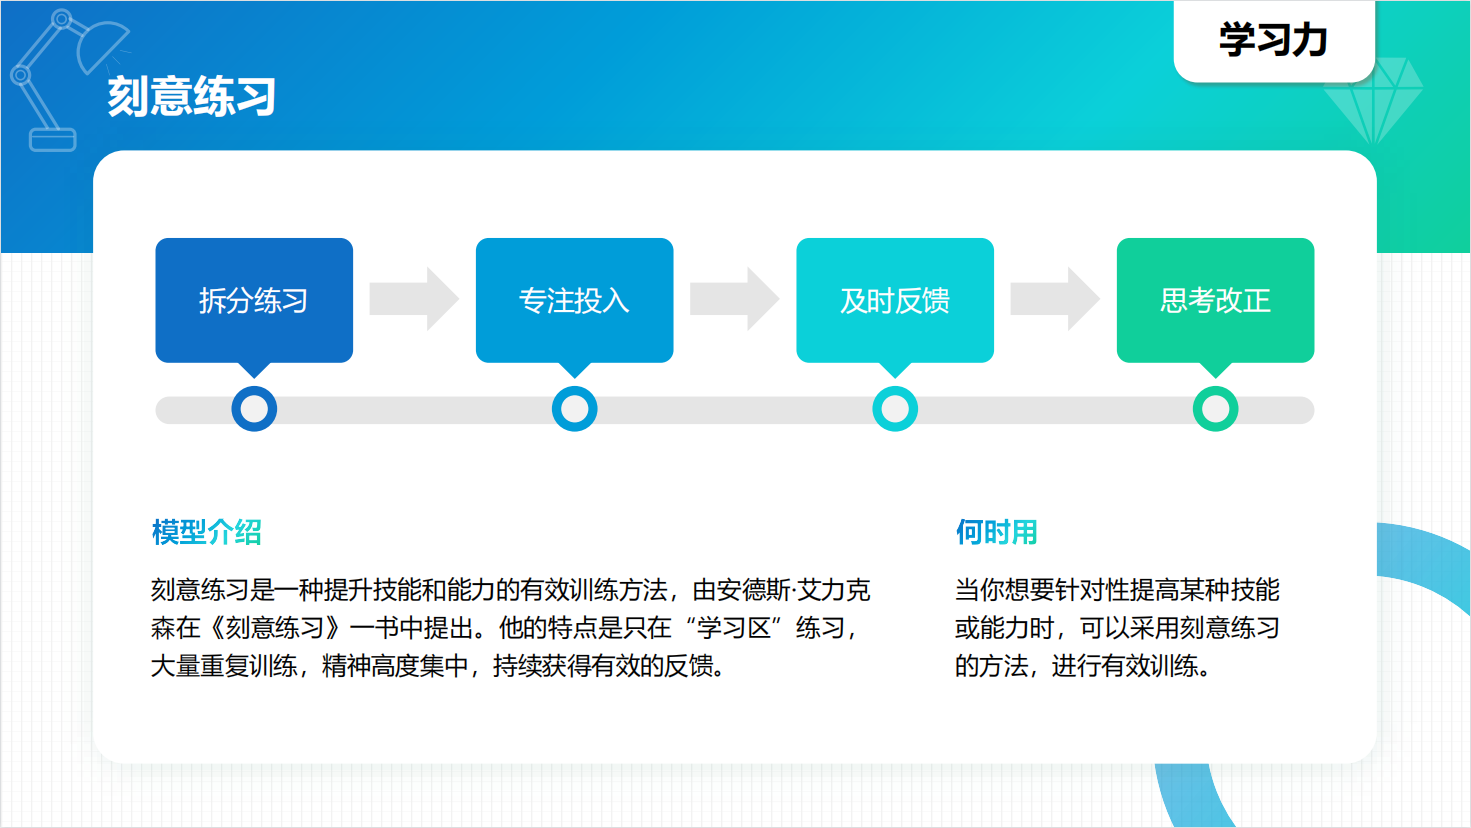 学习力
刻意练习
拆分练习
专注投入
及时反馈
思考改正
模型介绍
刻意练习是一种提升技能和能力的有效训练方法，由安德斯·艾力克
森在《刻意练习》一书中提出。他的特点是只在“学习区”练习，
大量重复训练，精神高度集中，持续获得有效的反馈。
何时用
当你想要针对性提高某种技能
或能力时，可以采用刻意练习
的方法，进行有效训练。